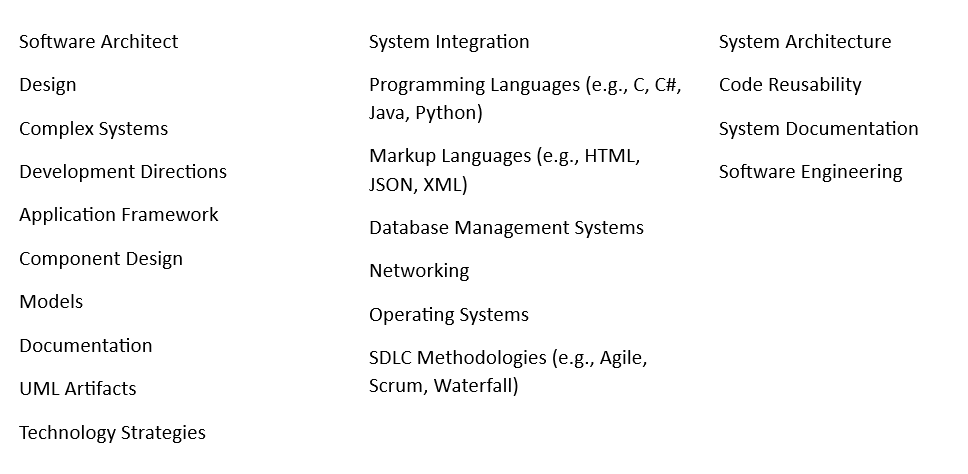 Software Architect
Design
Complex Systems
Development Directions
Application Framework
Component Design
Models
Documentation
UML Artifacts
Technology Strategies
System Integration
Programming Languages (e.g., C, C#,
Java, Python)
Markup Languages (e.g., HTML,
JSON, XML)
Database Management Systems
Networking
Operating Systems
SDLC Methodologies (e.g., Agile,
Scrum, Waterfall)
System Architecture
Code Reusability
System Documentation
Software Engineering